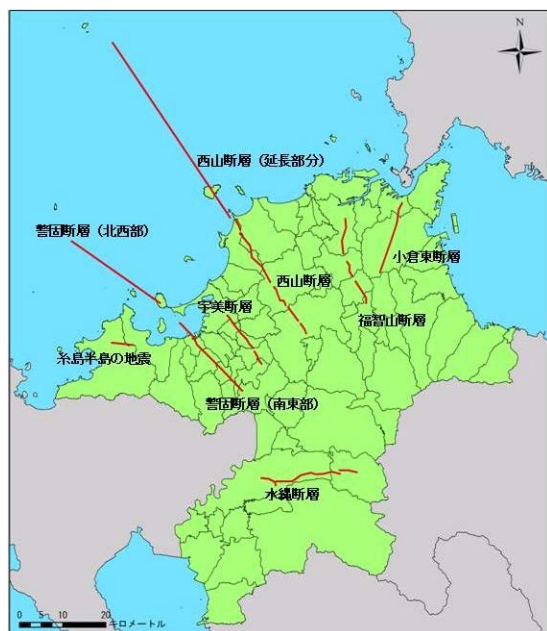 N
西山断層（延長部分）
警固断層（北西部）
小倉東断層
西山断層
宇美断層
福智山断層
糸島半島の地震
警固断層（南東部）
水縄断層
0 5 10 20
キロメートル